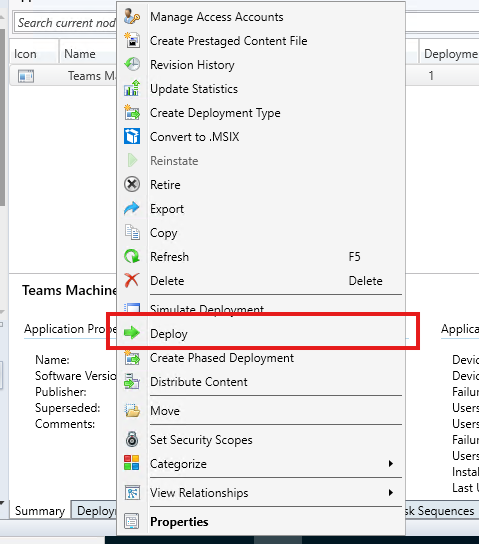 Search current nod
Icon Name Deployme
Teams Ma 1
Manage Access Accounts
Create Prestaged Content File
Revision History
Update Statistics
Create Deployment Type
Convert to .MSIX
Reinstate
Retire
Export
Copy
Refresh F5
Delete Delete
Simulate Deployment
Deploy
Create Phased Deployment
Distribute Content
Move
Set Security Scopes
Categorize
View Relationships
Properties
Teams Machine
Application Prope
Name:
Software Versio
Publisher:
Superseded:
Comments:
Applica
Devic
Devic
Failur
Users
Users
Failur
Users
Instal
Last U
Summary Deploy sk Sequences